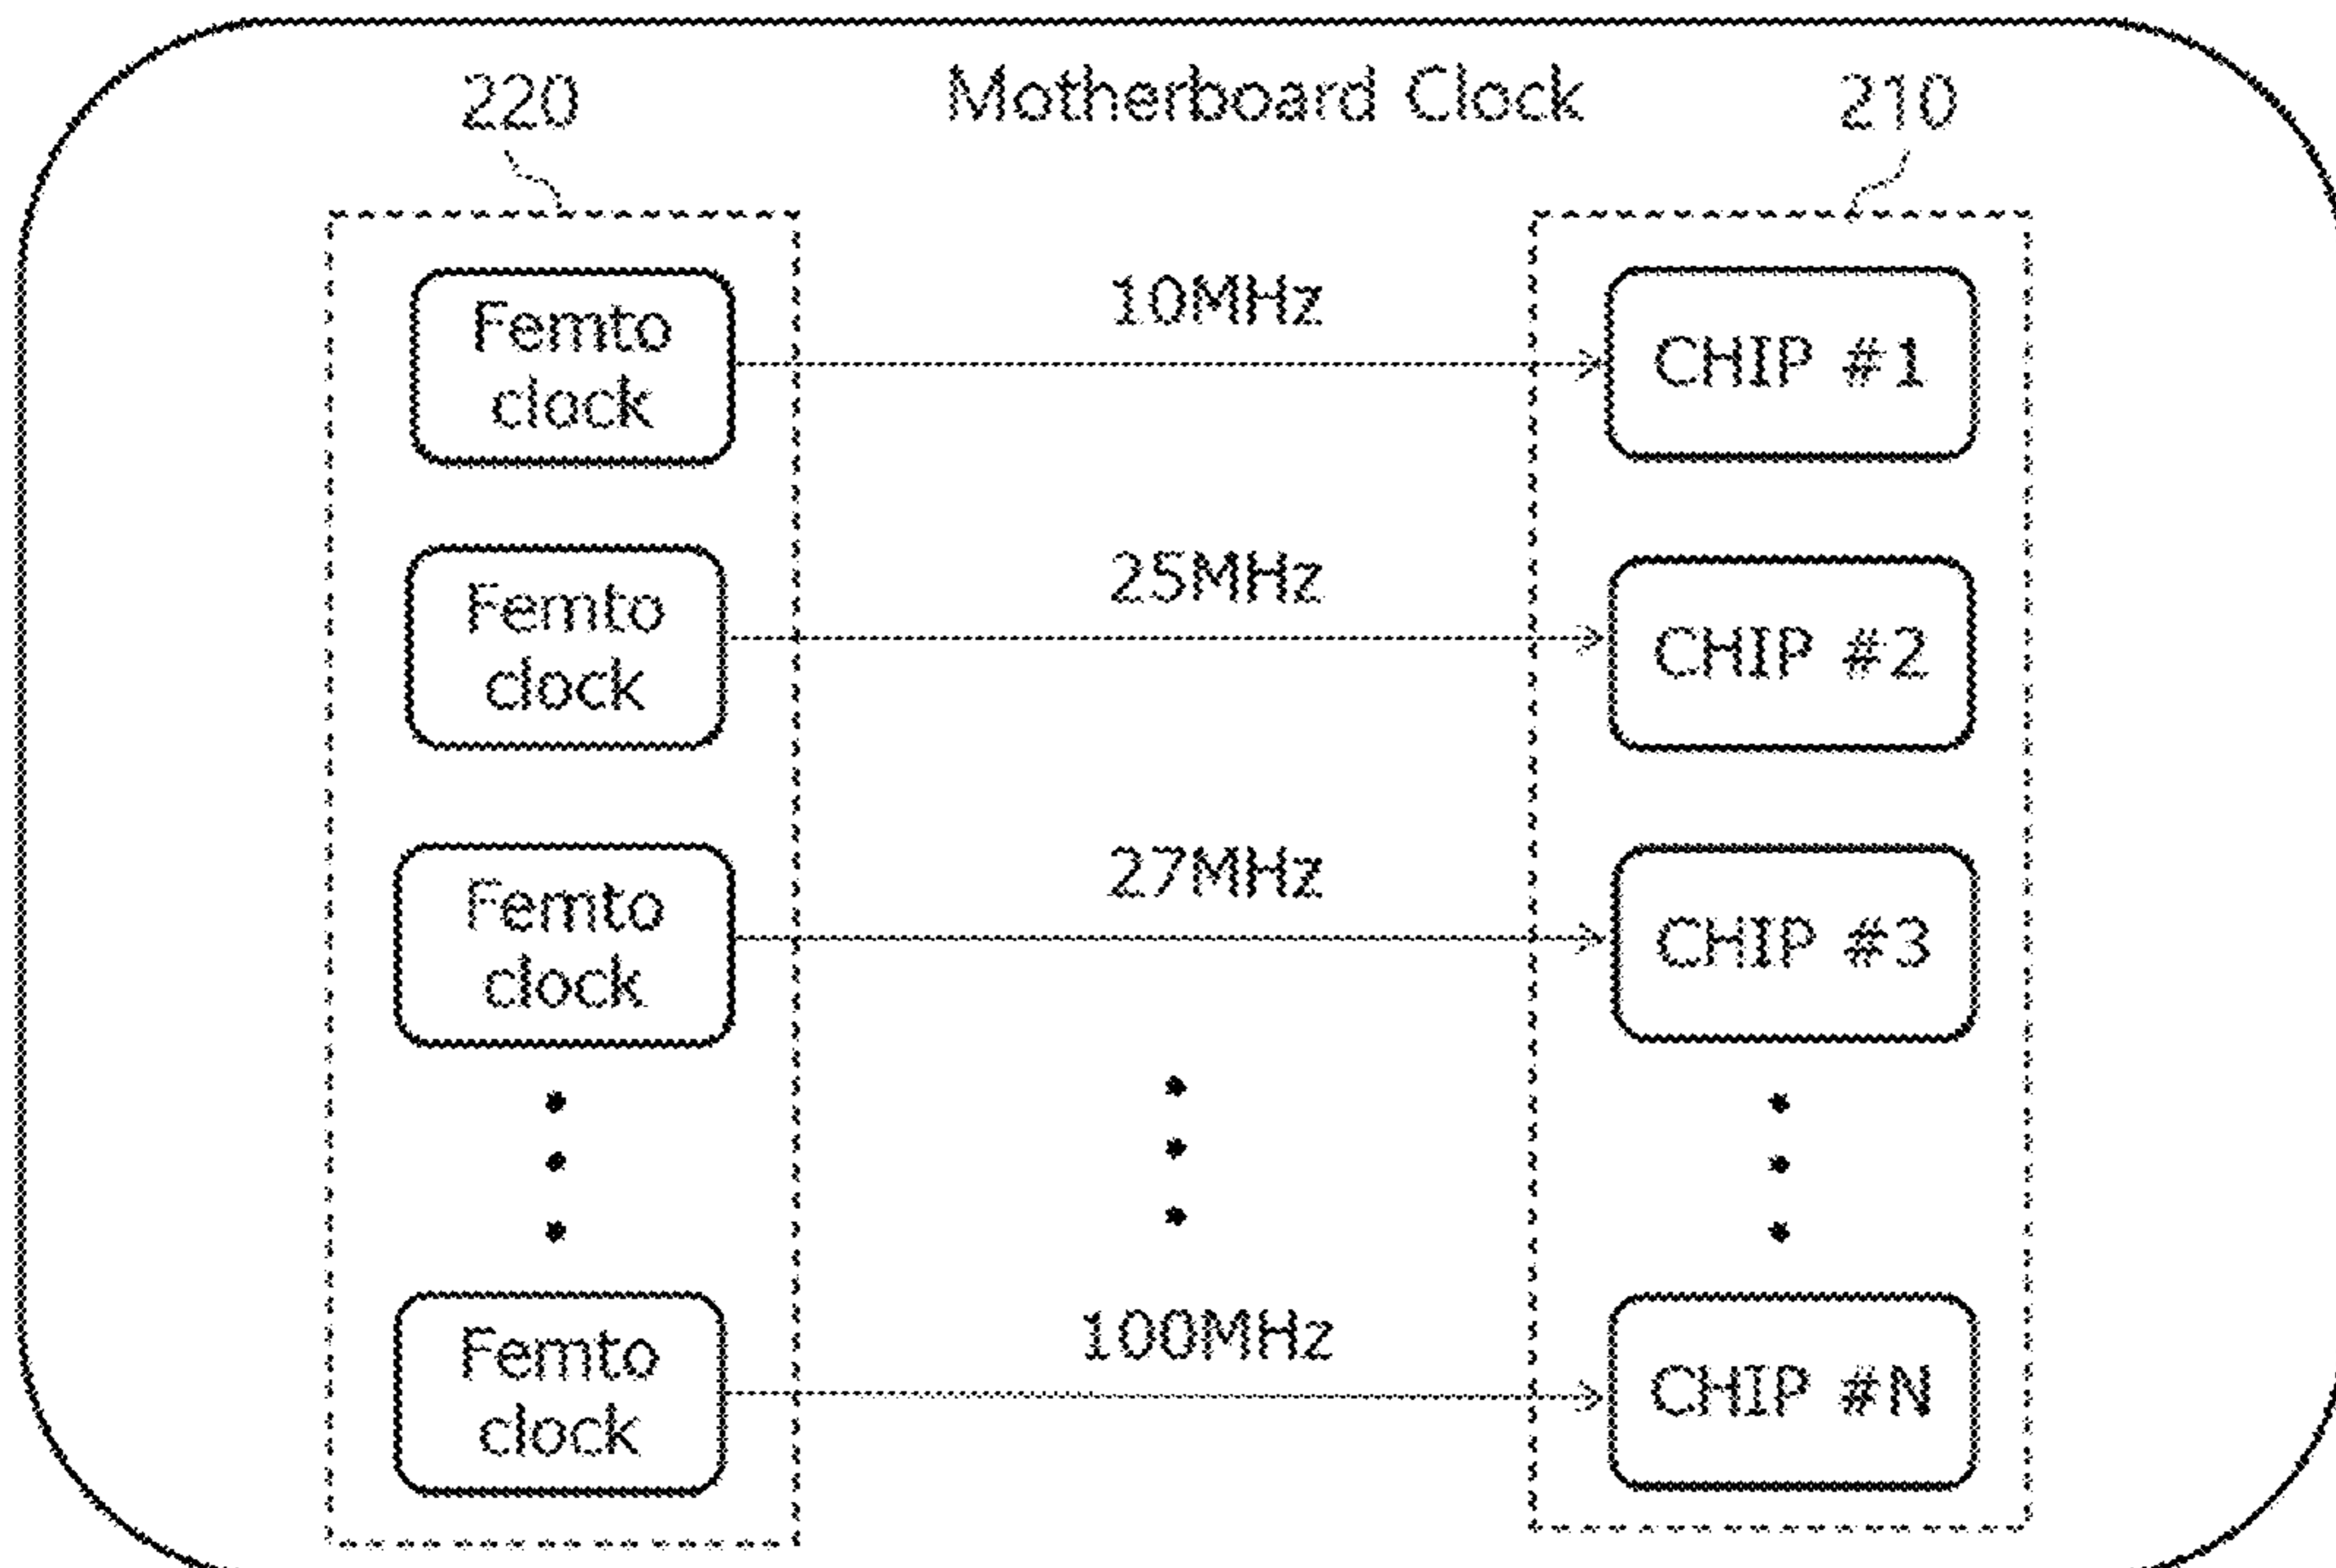 220 Motherboard Clock 210
Femto
clock
10MHz
CHIP #1
Femto
clock
25MHz
CHIP #2
Femto
clock
27MHz
CHIP #3
Femto
clock
100MHz
CHIP #N